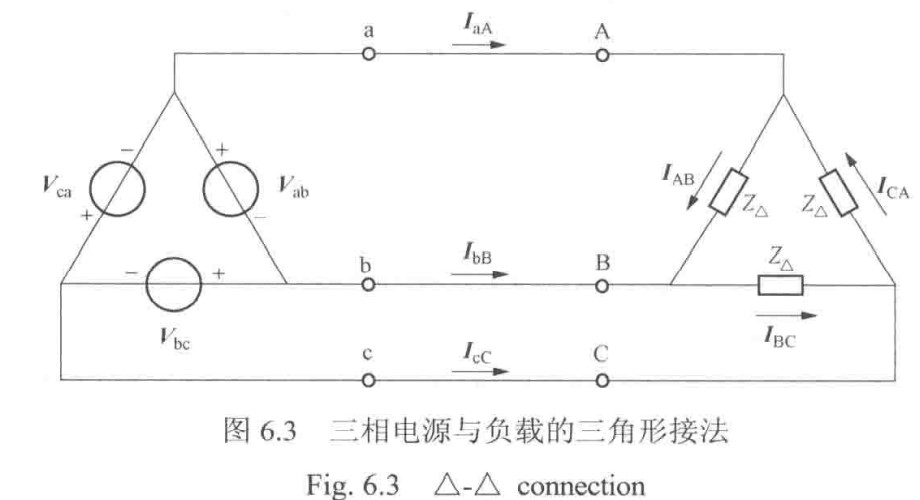 a I_aA A
V_ca − + + − V_ab
I_AB Z_△ Z_△ I_CA
− + V_bc
b I_bB B
Z_△
I_BC
c I_cC C
图 6.3 三相电源与负载的三角形接法
Fig. 6.3 △-△ connection